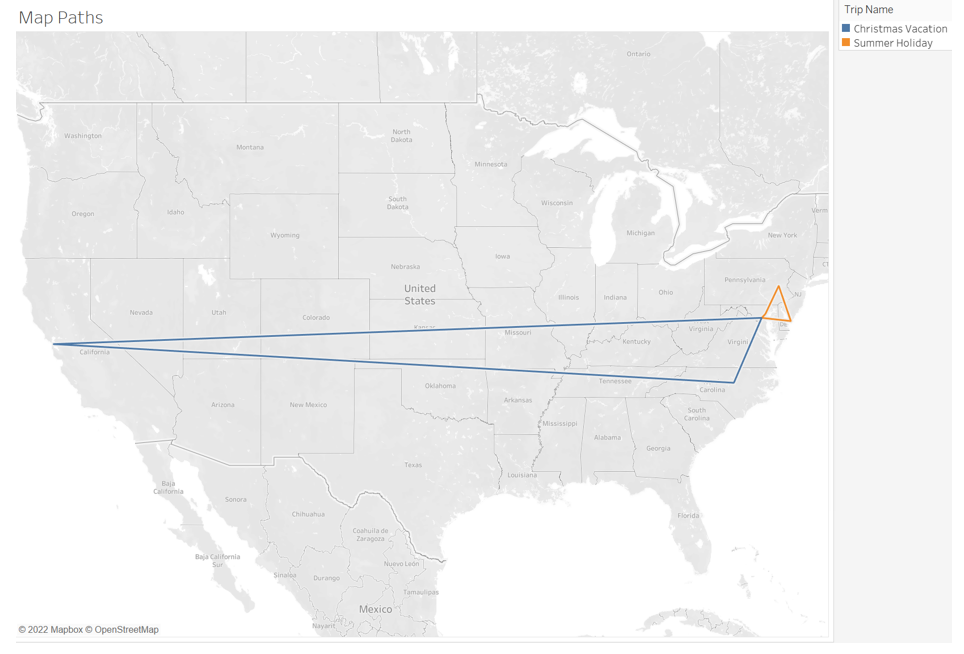 Map Paths
Trip Name
Christmas Vacation
Summer Holiday
Ontario
Washington
Montana
North
Dakota
Minnesota
Oregon
Idaho
South
Dakota
Wisconsin
Michigan
Verm
New York
Wyoming
Iowa
CT
Nebraska
Pennsylvania
United
States
Illinois
Indiana
Ohio
NJ
Nevada
Utah
Colorado
De
Missouri
Virginia
Kentucky
Virgini
California
Tennessee
Carolina
Oklahoma
Arkansas
Arizona
New Mexico
South
Carolina
Mississippi
Alabama
Georgia
Texas
Louisiana
Baja
California
Sonora
Chihuahua
Florida
Coahuila de
Zaragoza
Baja California
Sur
Nuevo León
Sinaloa
Durango
Tamaulipas
Mexico
Nayarit
© 2022 Mapbox © OpenStreetMap